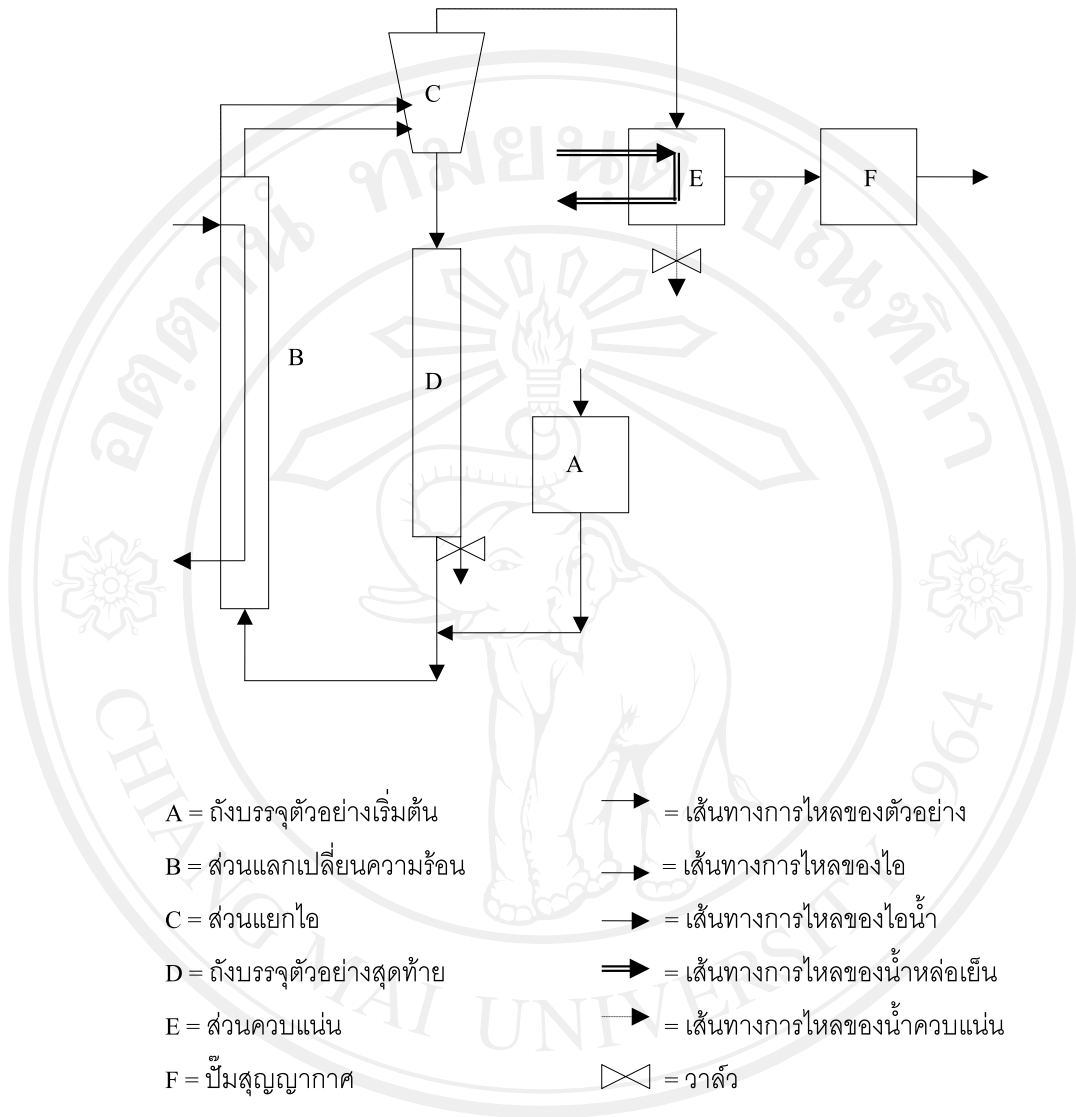 C
E
F
B
D
A
A = ถังบรรจุตัวอย่างเริ่มต้น
B = ส่วนแลกเปลี่ยนความร้อน
C = ส่วนแยกไอ
D = ถังบรรจุตัวอย่างสุดท้าย
E = ส่วนควบแน่น
F = ปั๊มสุญญากาศ
= เส้นทางการไหลของตัวอย่าง
= เส้นทางการไหลของไอ
= เส้นทางการไหลของไอน้ำ
= เส้นทางการไหลของน้ำหล่อเย็น
= เส้นทางการไหลของน้ำควบแน่น
= วาล์ว
CHIANG MAI UNIVERSITY 1964